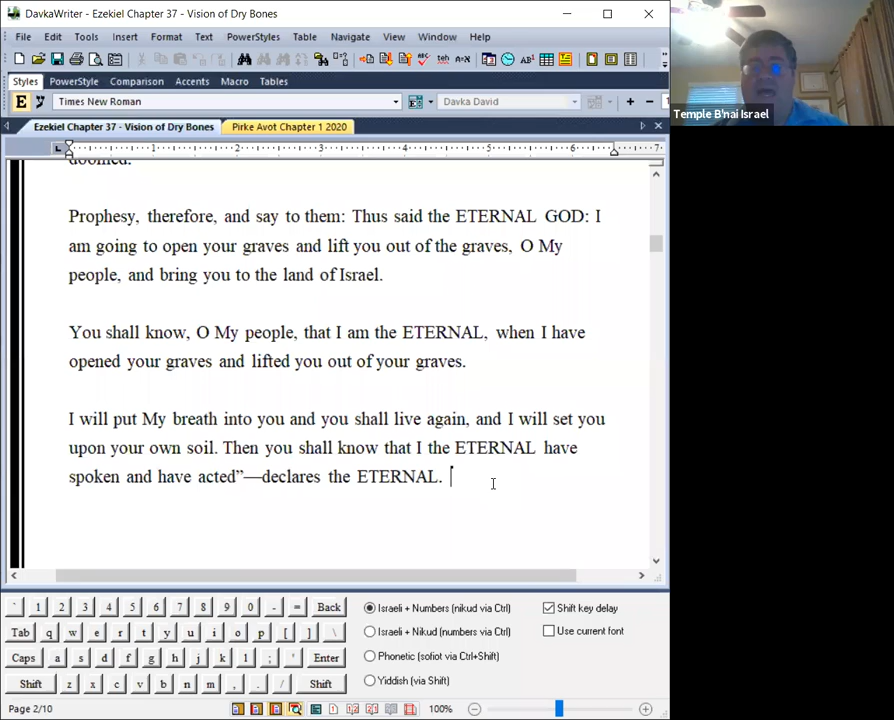 DavkaWriter - Ezekiel Chapter 37 - Vision of Dry Bones
File Edit Tools Insert Format Text PowerStyles Table Navigate View Window Help
Styles PowerStyle Comparison Accents Macro Tables
E Times New Roman Davka David
Ezekiel Chapter 37 - Vision of Dry Bones Pirke Avot Chapter 1 2020
L 1 2 3 4 5 6 7
doomed.
Prophesy, therefore, and say to them: Thus said the ETERNAL GOD: I
am going to open your graves and lift you out of the graves, O My
people, and bring you to the land of Israel.
You shall know, O My people, that I am the ETERNAL, when I have
opened your graves and lifted you out of your graves.
I will put My breath into you and you shall live again, and I will set you
upon your own soil. Then you shall know that I the ETERNAL have
spoken and have acted”—declares the ETERNAL.
` 1 2 3 4 5 6 7 8 9 0 - = Back
Tab q w e r t y u i o p [ ] \
Caps a s d f g h j k l ; ' Enter
Shift z x c v b n m , . / Shift
Israeli + Numbers (nikud via Ctrl)
Israeli + Nikud (numbers via Ctrl)
Phonetic (sofiot via Ctrl+Shift)
Yiddish (via Shift)
Shift key delay
Use current font
Page 2/10 100%
Temple B'nai Israel